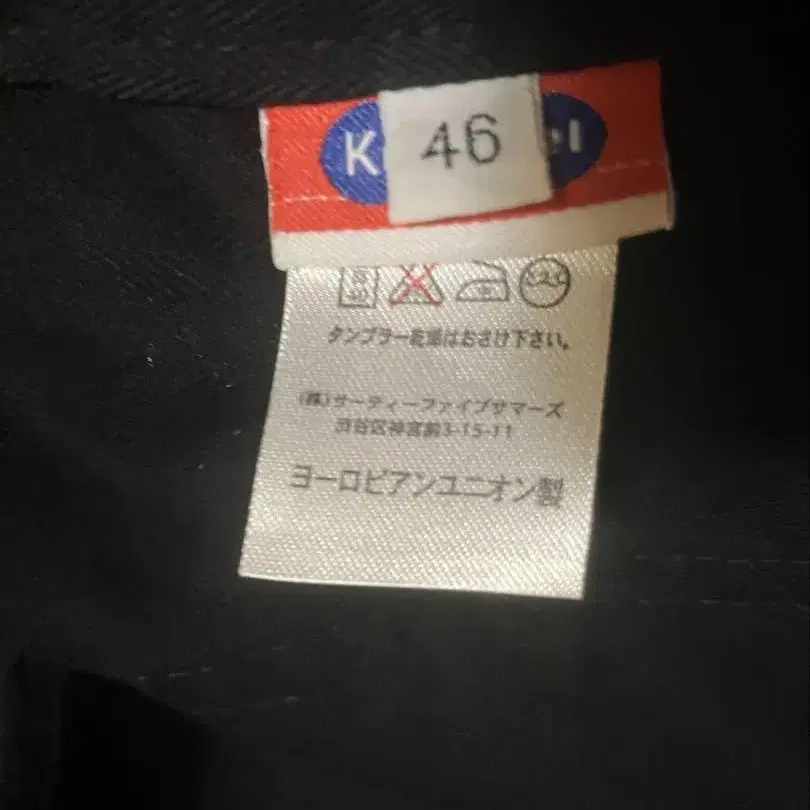 46
タンブラー乾燥はおさけ下さい。
(株)サーティーファイブサマーズ
渋谷区神宮前3-15-11
ヨーロピアンユニオン製